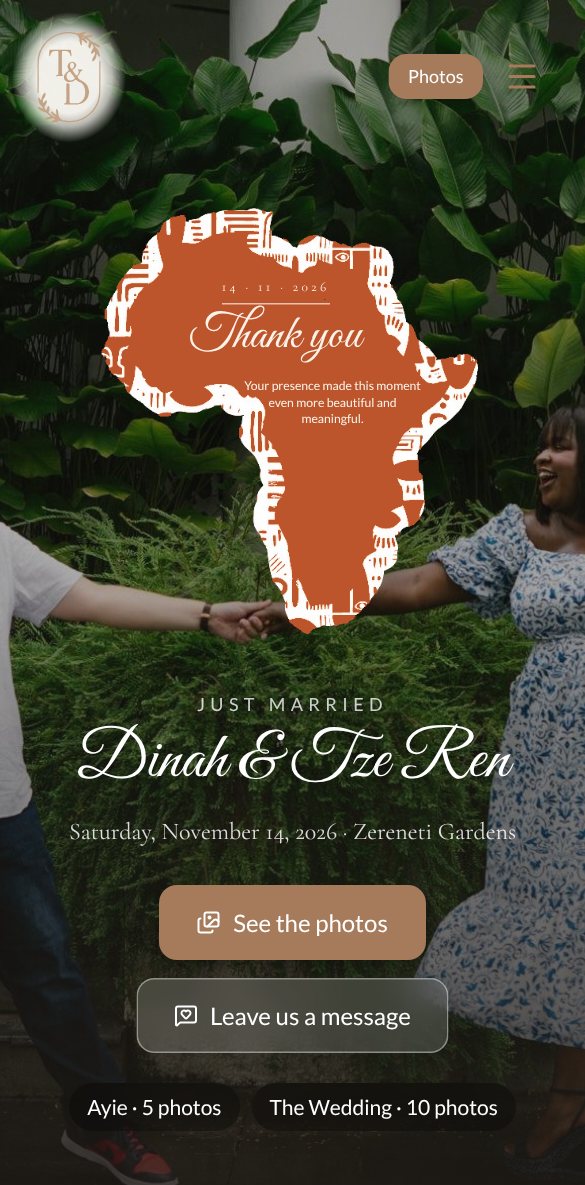 T&D
Photos
14 · 11 · 2026
Thank you
Your presence made this moment
even more beautiful and
meaningful.
JUST MARRIED
Dinah & Tze Ren
Saturday, November 14, 2026 · Zereneti Gardens
See the photos
Leave us a message
Ayie · 5 photos
The Wedding · 10 photos